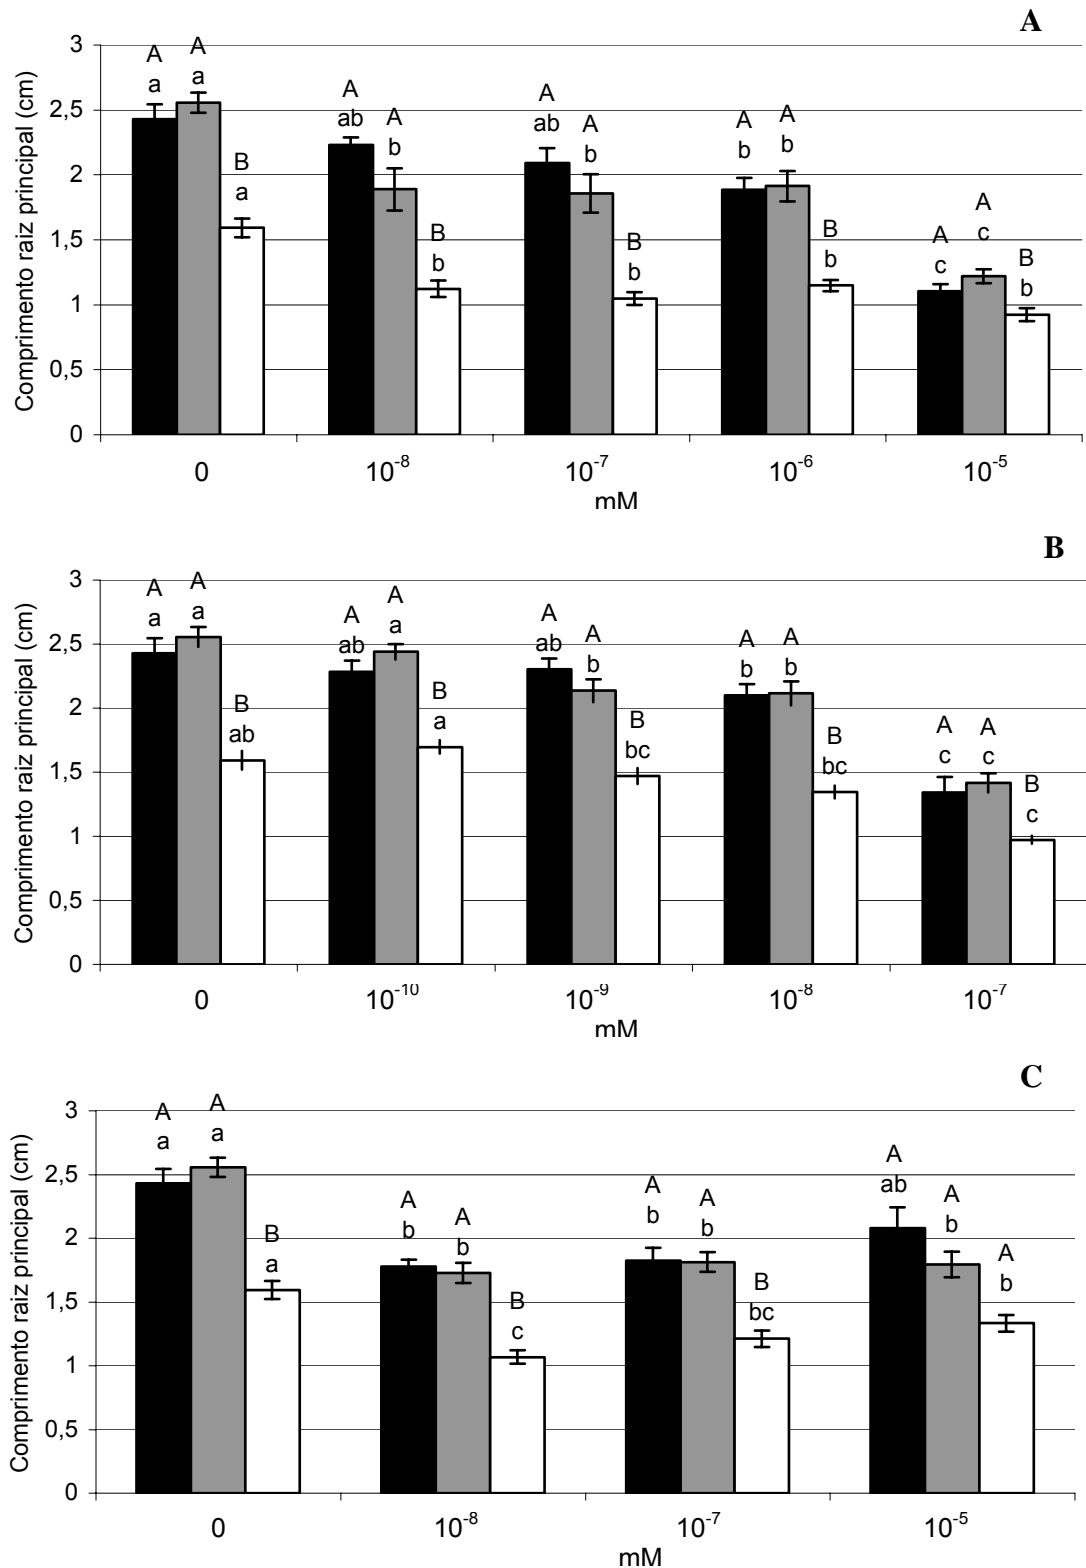 A
Comprimento raiz principal (cm)
3
2,5
2
1,5
1
0,5
0
A A
a a
B
a
A A
ab b
B
b
A A
ab b
B
b
A A
b b
B
b
A A
c c
B
b
0 10⁻⁸ 10⁻⁷ 10⁻⁶ 10⁻⁵
mM
B
Comprimento raiz principal (cm)
3
2,5
2
1,5
1
0,5
0
A A
a a
B
ab
A A
ab a
B
a
A A
ab b
B
bc
A A
b b
B
bc
A A
c c
B
c
0 10⁻¹⁰ 10⁻⁹ 10⁻⁸ 10⁻⁷
mM
C
Comprimento raiz principal (cm)
3
2,5
2
1,5
1
0,5
0
A A
a a
B
a
A A
b b
B
c
A A
b b
B
bc
A A
ab b
A
b
0 10⁻⁸ 10⁻⁷ 10⁻⁵
mM